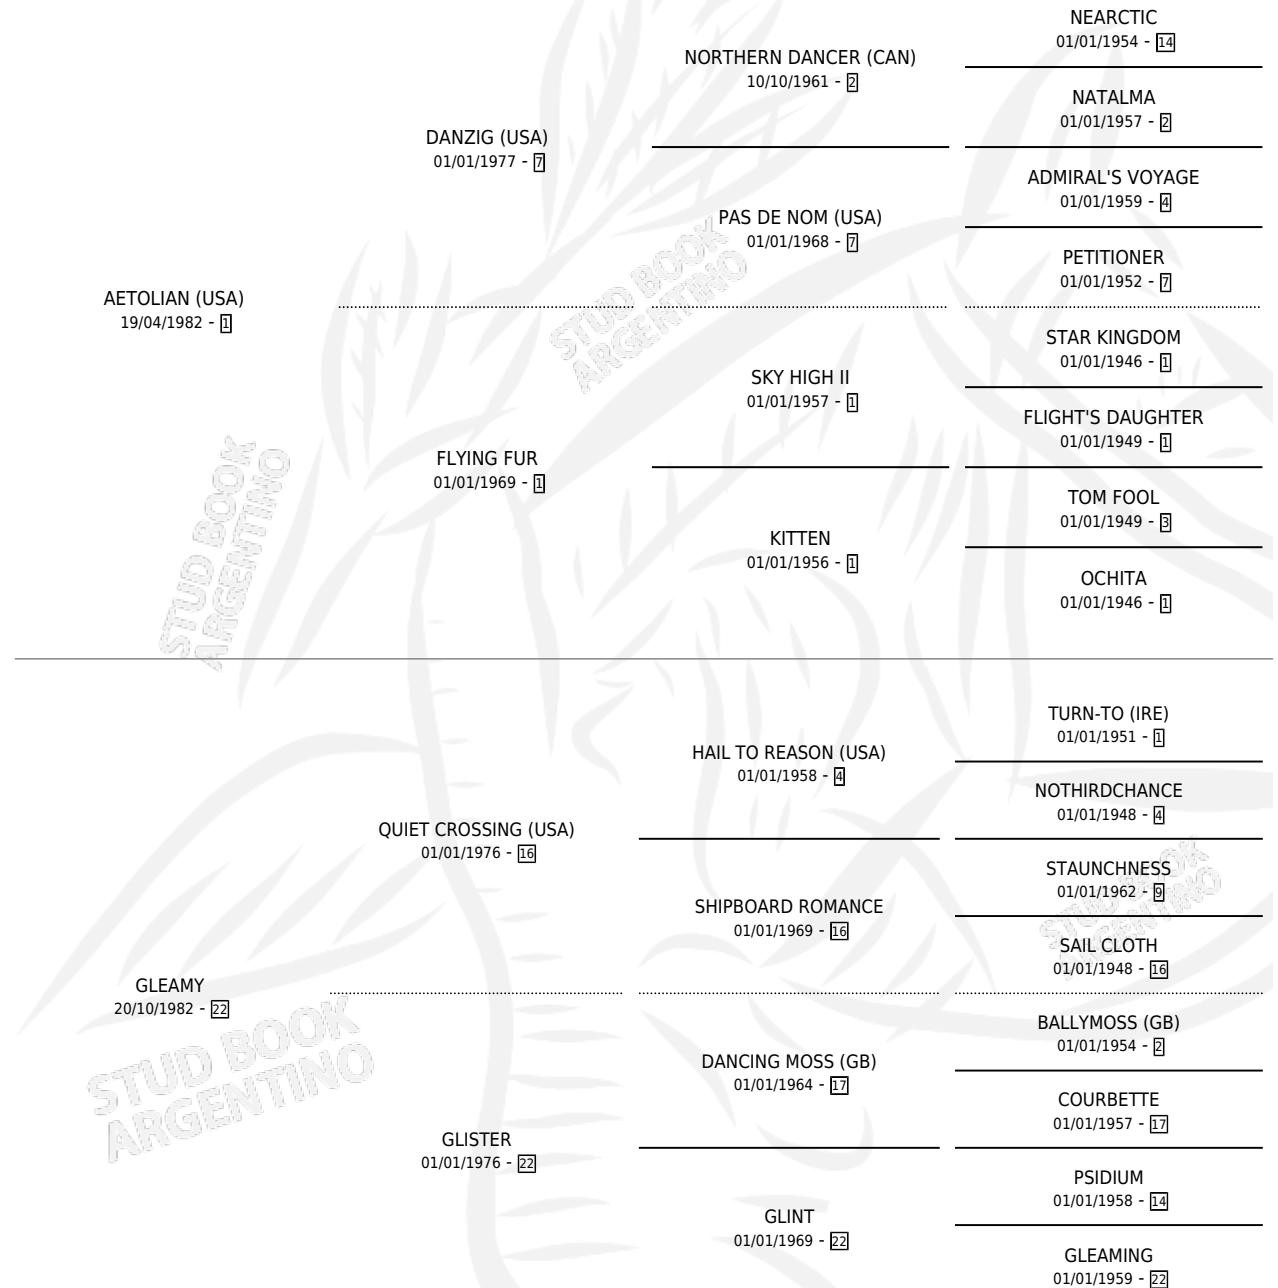 NEARCTIC
01/01/1954 - 14
NORTHERN DANCER (CAN)
10/10/1961 - 2
NATALMA
01/01/1957 - 2
DANZIG (USA)
01/01/1977 - 7
ADMIRAL'S VOYAGE
01/01/1959 - 4
PAS DE NOM (USA)
01/01/1968 - 7
PETITIONER
01/01/1952 - 7
AETOLIAN (USA)
19/04/1982 - 1
STUD BOOK
ARGENTINO
STAR KINGDOM
01/01/1946 - 1
SKY HIGH II
01/01/1957 - 1
FLIGHT'S DAUGHTER
01/01/1949 - 1
FLYING FUR
01/01/1969 - 1
TOM FOOL
01/01/1949 - 3
KITTEN
01/01/1956 - 1
OCHITA
01/01/1946 - 1
STUD BOOK
ARGENTINO
TURN-TO (IRE)
01/01/1951 - 1
HAIL TO REASON (USA)
01/01/1958 - 4
NOTHIRDCHANCE
01/01/1948 - 4
QUIET CROSSING (USA)
01/01/1976 - 16
STAUNCHNESS
01/01/1962 - 9
SHIPBOARD ROMANCE
01/01/1969 - 16
STUD BOOK
ARGENTINO
SAIL CLOTH
01/01/1948 - 16
GLEAMY
20/10/1982 - 22
STUD BOOK
ARGENTINO
BALLYMOSS (GB)
01/01/1954 - 2
DANCING MOSS (GB)
01/01/1964 - 17
COURBETTE
01/01/1957 - 17
GLISTER
01/01/1976 - 22
PSIDIUM
01/01/1958 - 14
GLINT
01/01/1969 - 22
GLEAMING
01/01/1959 - 22